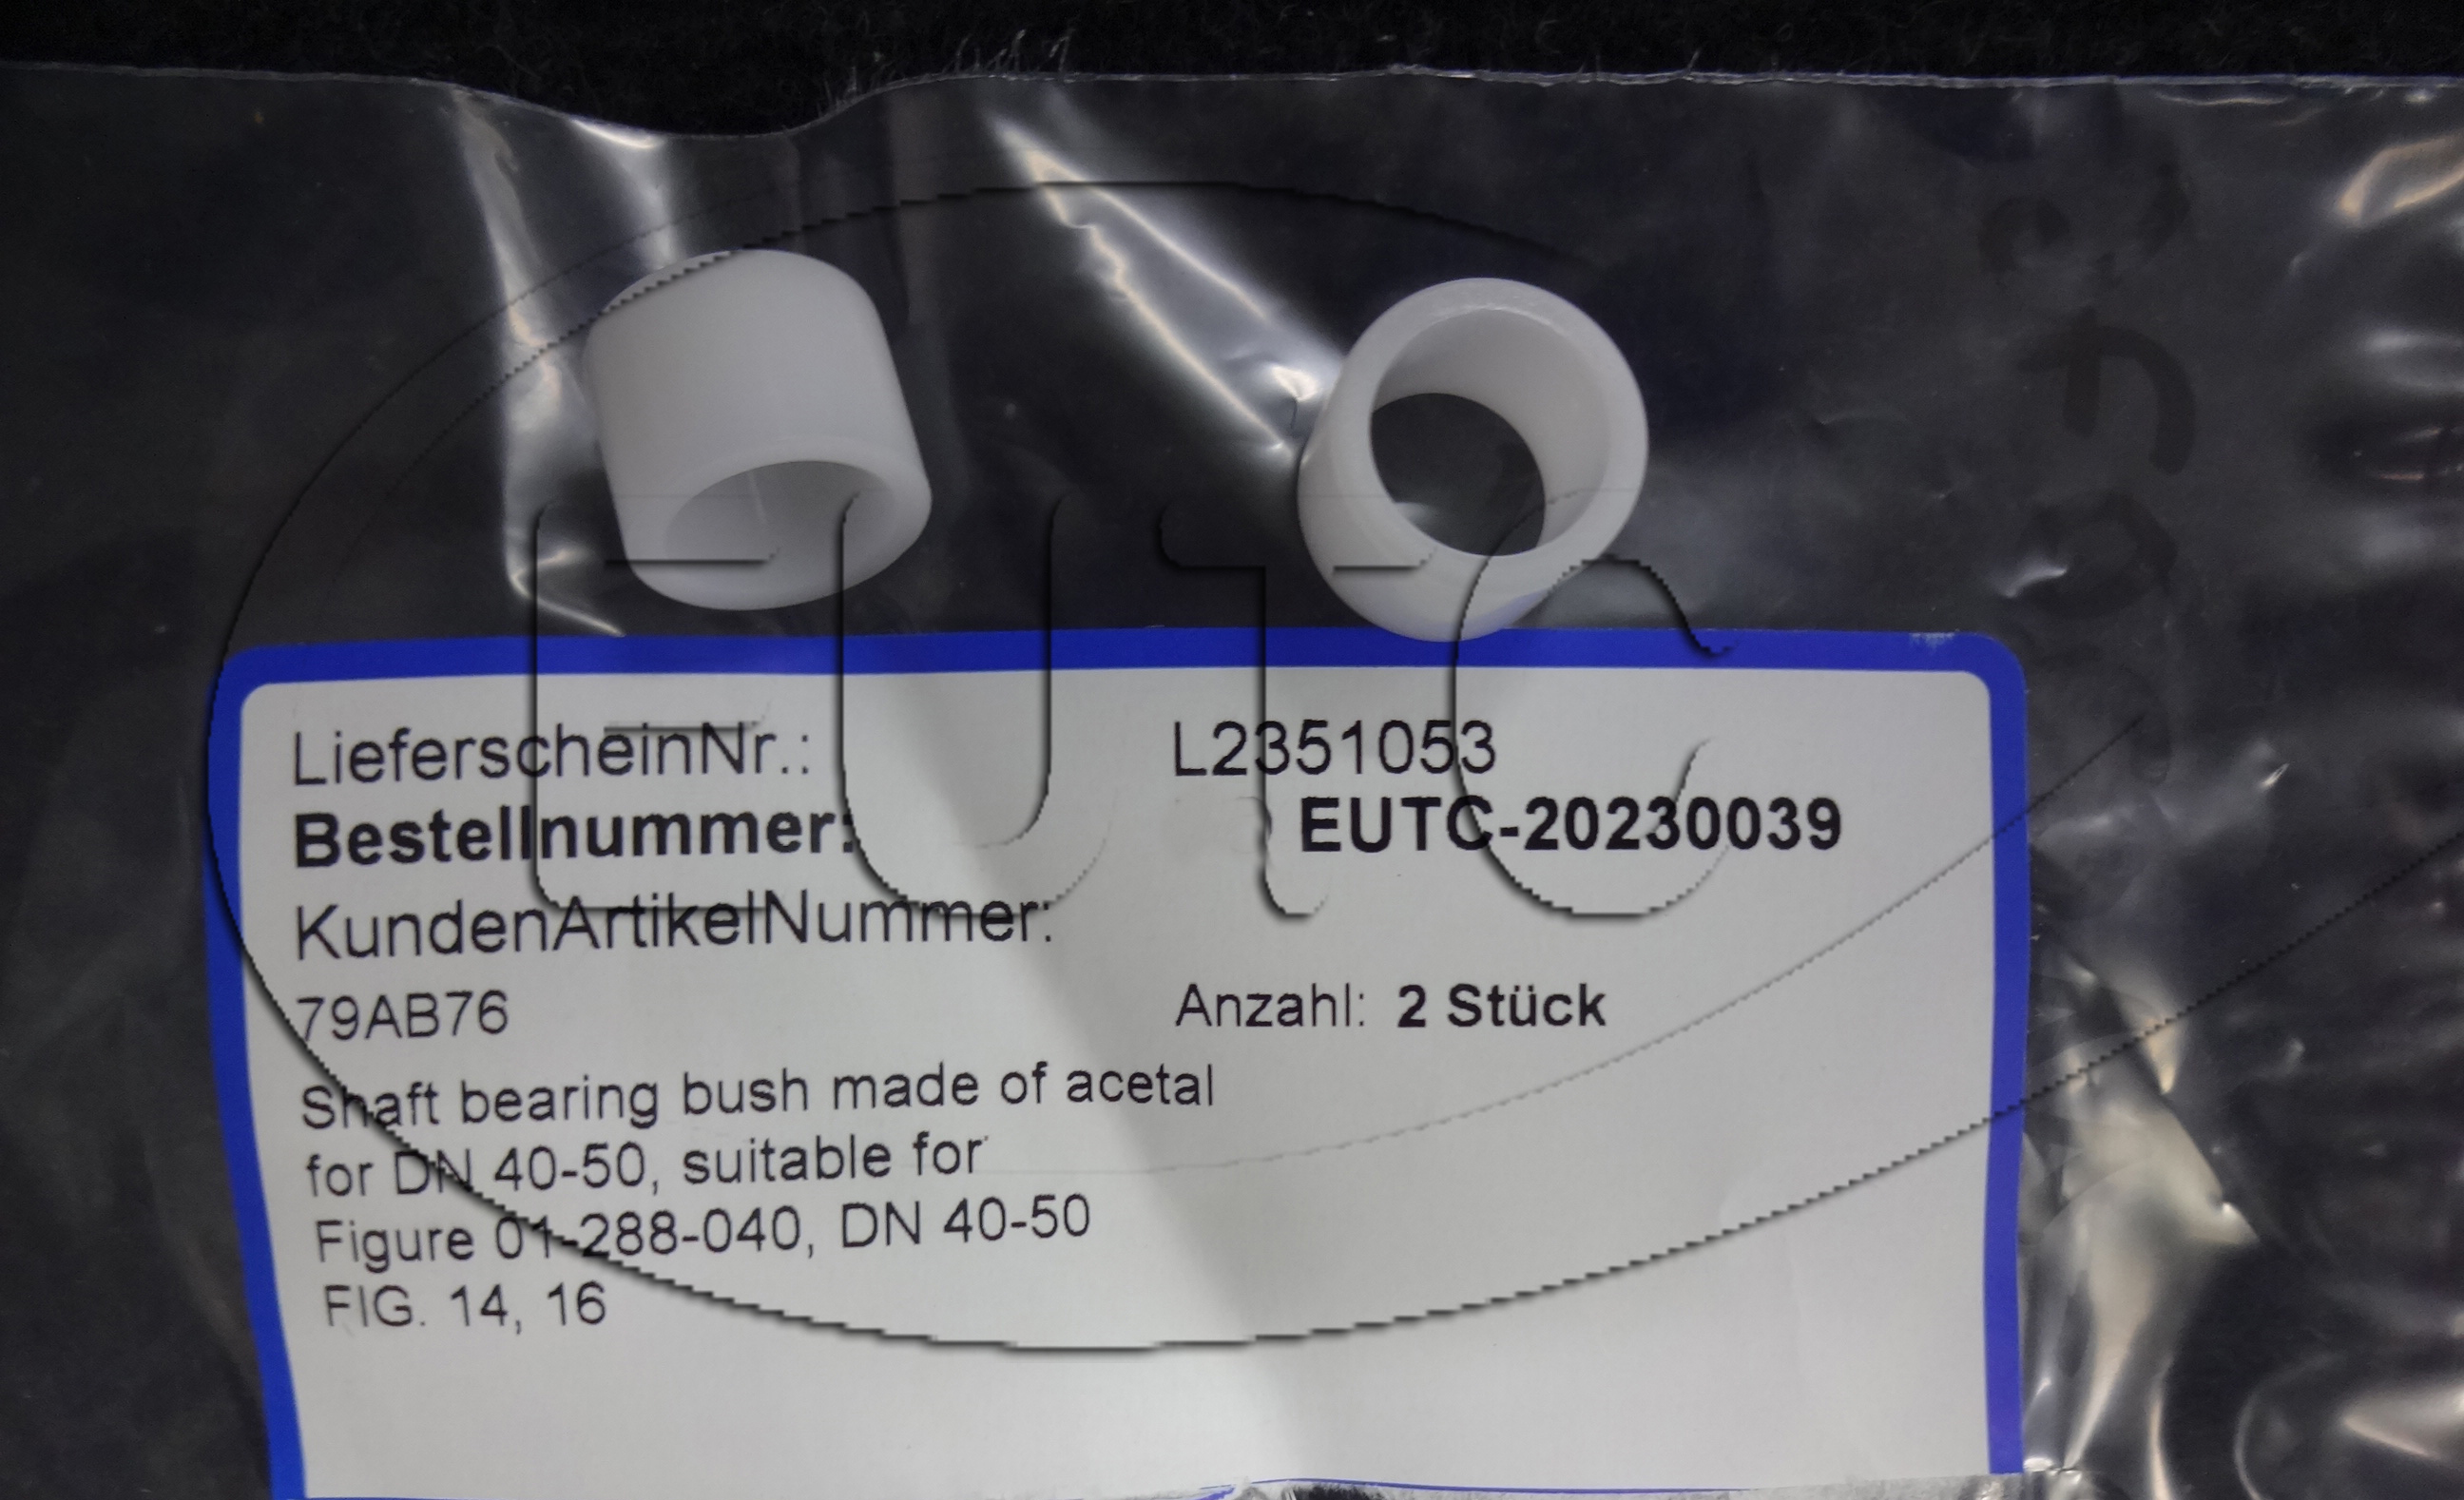 LieferscheinNr.: L2351053
Bestellnummer: EUTC-20230039
KundenArtikelNummer:
79AB76 Anzahl: 2 Stück
Shaft bearing bush made of acetal
for DN 40-50, suitable for
Figure 01-288-040, DN 40-50
FIG. 14, 16
EUTC